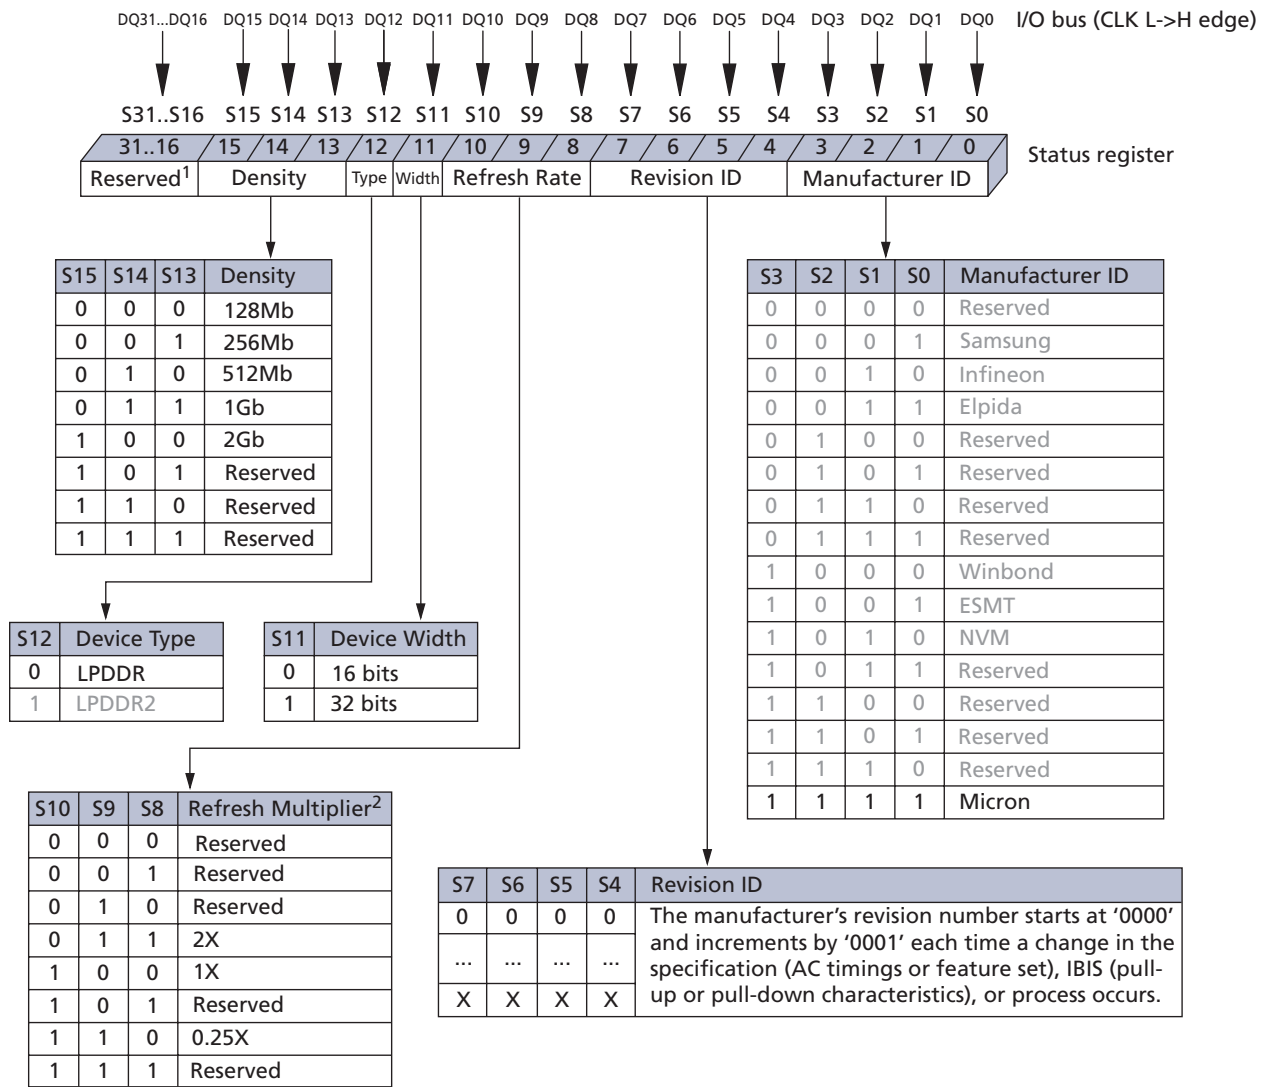 DQ31...DQ16 DQ15 DQ14 DQ13 DQ12 DQ11 DQ10 DQ9 DQ8 DQ7 DQ6 DQ5 DQ4 DQ3 DQ2 DQ1 DQ0 I/O bus (CLK L->H edge)
S31..S16 S15 S14 S13 S12 S11 S10 S9 S8 S7 S6 S5 S4 S3 S2 S1 S0
31..16 15 14 13 12 11 10 9 8 7 6 5 4 3 2 1 0 Status register
Reserved1 Density Type Width Refresh Rate Revision ID Manufacturer ID
S15 S14 S13 Density
0 0 0 128Mb
0 0 1 256Mb
0 1 0 512Mb
0 1 1 1Gb
1 0 0 2Gb
1 0 1 Reserved
1 1 0 Reserved
1 1 1 Reserved
S3 S2 S1 S0 Manufacturer ID
0 0 0 0 Reserved
0 0 0 1 Samsung
0 0 1 0 Infineon
0 0 1 1 Elpida
0 1 0 0 Reserved
0 1 0 1 Reserved
0 1 1 0 Reserved
0 1 1 1 Reserved
1 0 0 0 Winbond
1 0 0 1 ESMT
1 0 1 0 NVM
1 0 1 1 Reserved
1 1 0 0 Reserved
1 1 0 1 Reserved
1 1 1 0 Reserved
1 1 1 1 Micron
S12 Device Type
0 LPDDR
1 LPDDR2
S11 Device Width
0 16 bits
1 32 bits
S10 S9 S8 Refresh Multiplier2
0 0 0 Reserved
0 0 1 Reserved
0 1 0 Reserved
0 1 1 2X
1 0 0 1X
1 0 1 Reserved
1 1 0 0.25X
1 1 1 Reserved
S7 S6 S5 S4 Revision ID
0 0 0 0 The manufacturer's revision number starts at '0000'
and increments by '0001' each time a change in the
... ... ... ... specification (AC timings or feature set), IBIS (pull-
X X X X up or pull-down characteristics), or process occurs.